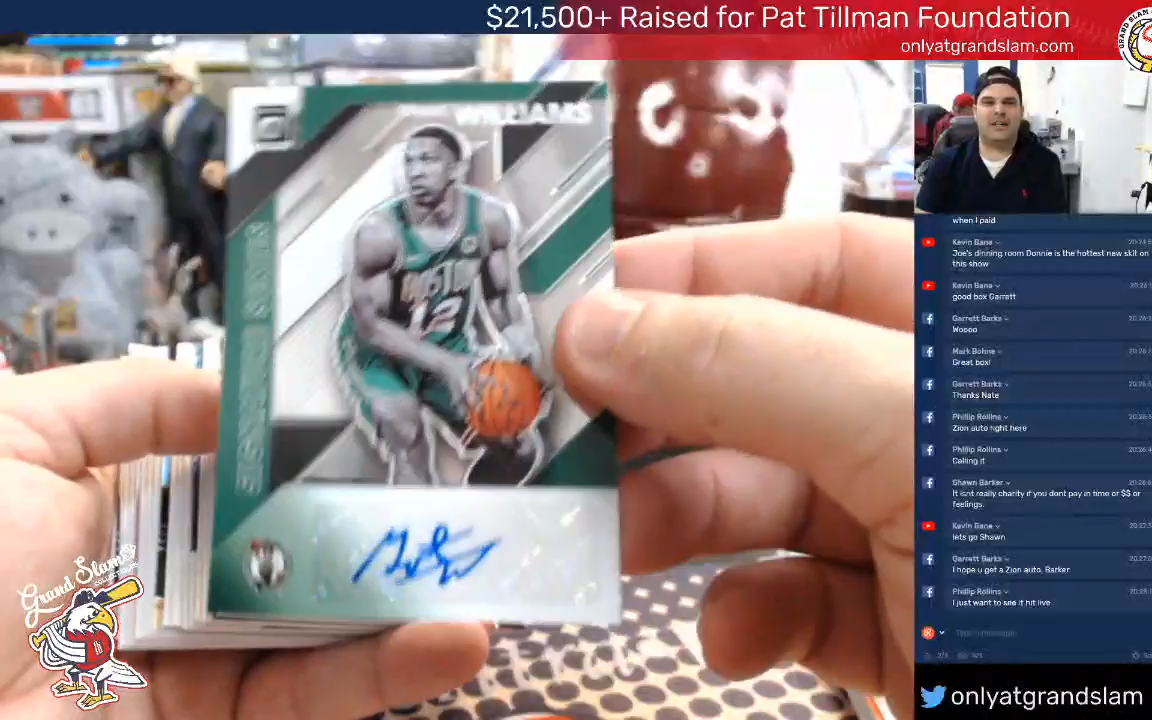 $21,500+ Raised for Pat Tillman Foundation
onlyatgrandslam.com
WILLIAMS
BOSTON
12
Grand Slam
when I paid
Kevin Bane
Joe's dinning room Donnie is the hottest new skit on
this show
Kevin Bane
good box Garrett
Garrett Barks
Woooo
Mark Bohne
Great box!
Garrett Barks
Thanks Nate
Phillip Rollins
Zion auto right here
Phillip Rollins
Calling it
Shawn Barker
It isnt really charity if you dont pay in time or $$ or
feelings.
Kevin Bane
lets go Shawn
Garrett Barks
I hope u get a Zion auto, Barker
Phillip Rollins
I just want to see it hit live
Type a message
onlyatgrandslam